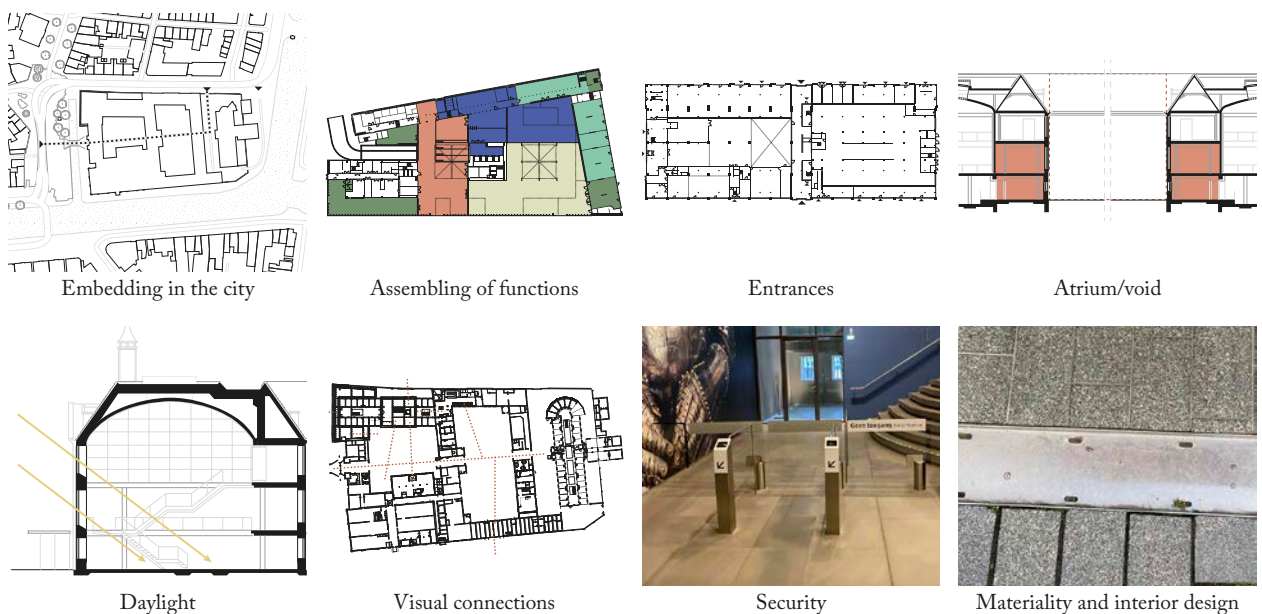 Embedding in the city
Assembling of functions
Entrances
Atrium/void
Geen toegang
Daylight
Visual connections
Security
Materiality and interior design